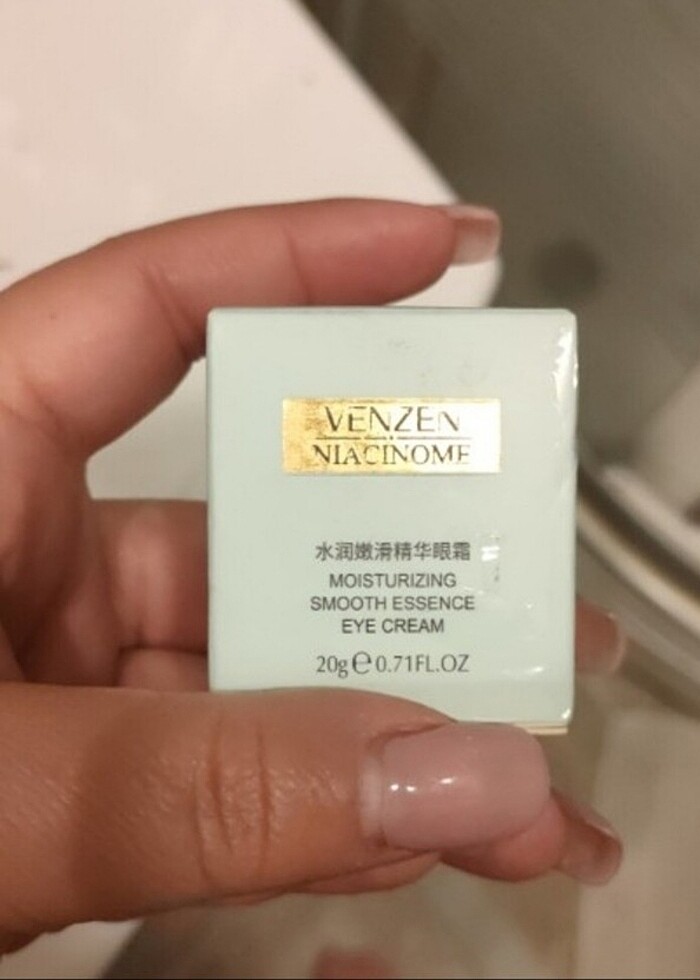 VENZEN
NIACINOME
水润嫩滑精华眼霜
MOISTURIZING
SMOOTH ESSENCE
EYE CREAM
20g℮0.71FL.OZ